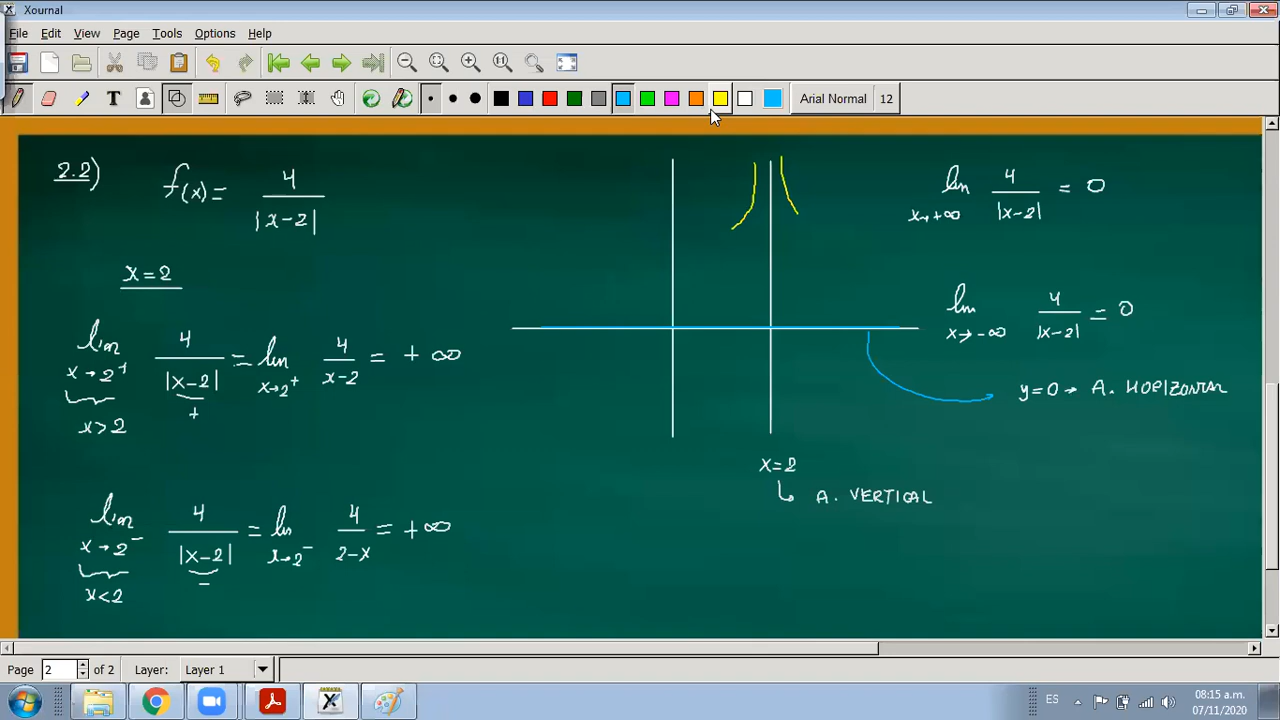 Xournal
File Edit View Page Tools Options Help
Arial Normal 12
2.2) f(x) = 4 / |x-2|
x=2
lim x→2⁺ 4/|x-2| = lim x→2⁺ 4/x-2 = +∞
+
x>2
lim x→2⁻ 4/|x-2| = lim x→2⁻ 4/2-x = +∞
−
x<2
x=2
A. VERTICAL
lim x→+∞ 4/|x-2| = 0
lim x→-∞ 4/|x-2| = 0
y=0 → A. HORIZONTAL
Page 2 of 2 Layer: Layer 1
ES
08:15 a.m.
07/11/2020